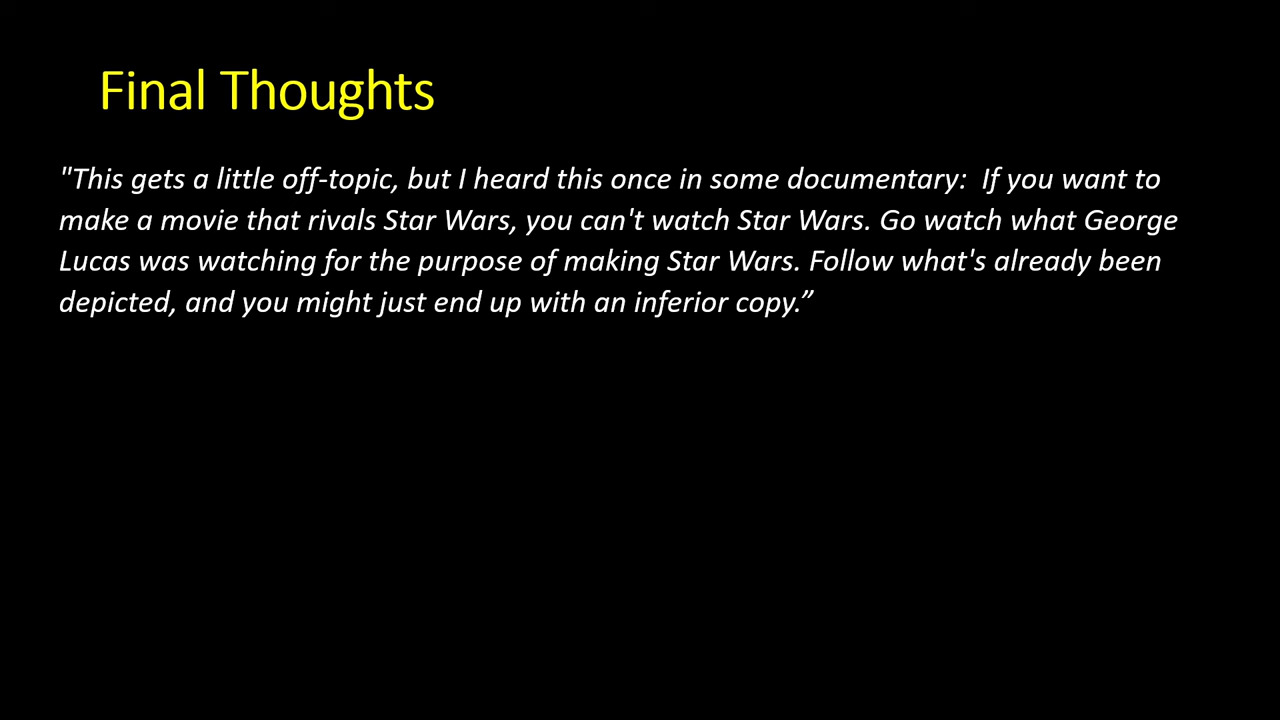 Final Thoughts
"This gets a little off-topic, but I heard this once in some documentary:  If you want to
make a movie that rivals Star Wars, you can't watch Star Wars. Go watch what George
Lucas was watching for the purpose of making Star Wars. Follow what's already been
depicted, and you might just end up with an inferior copy.”